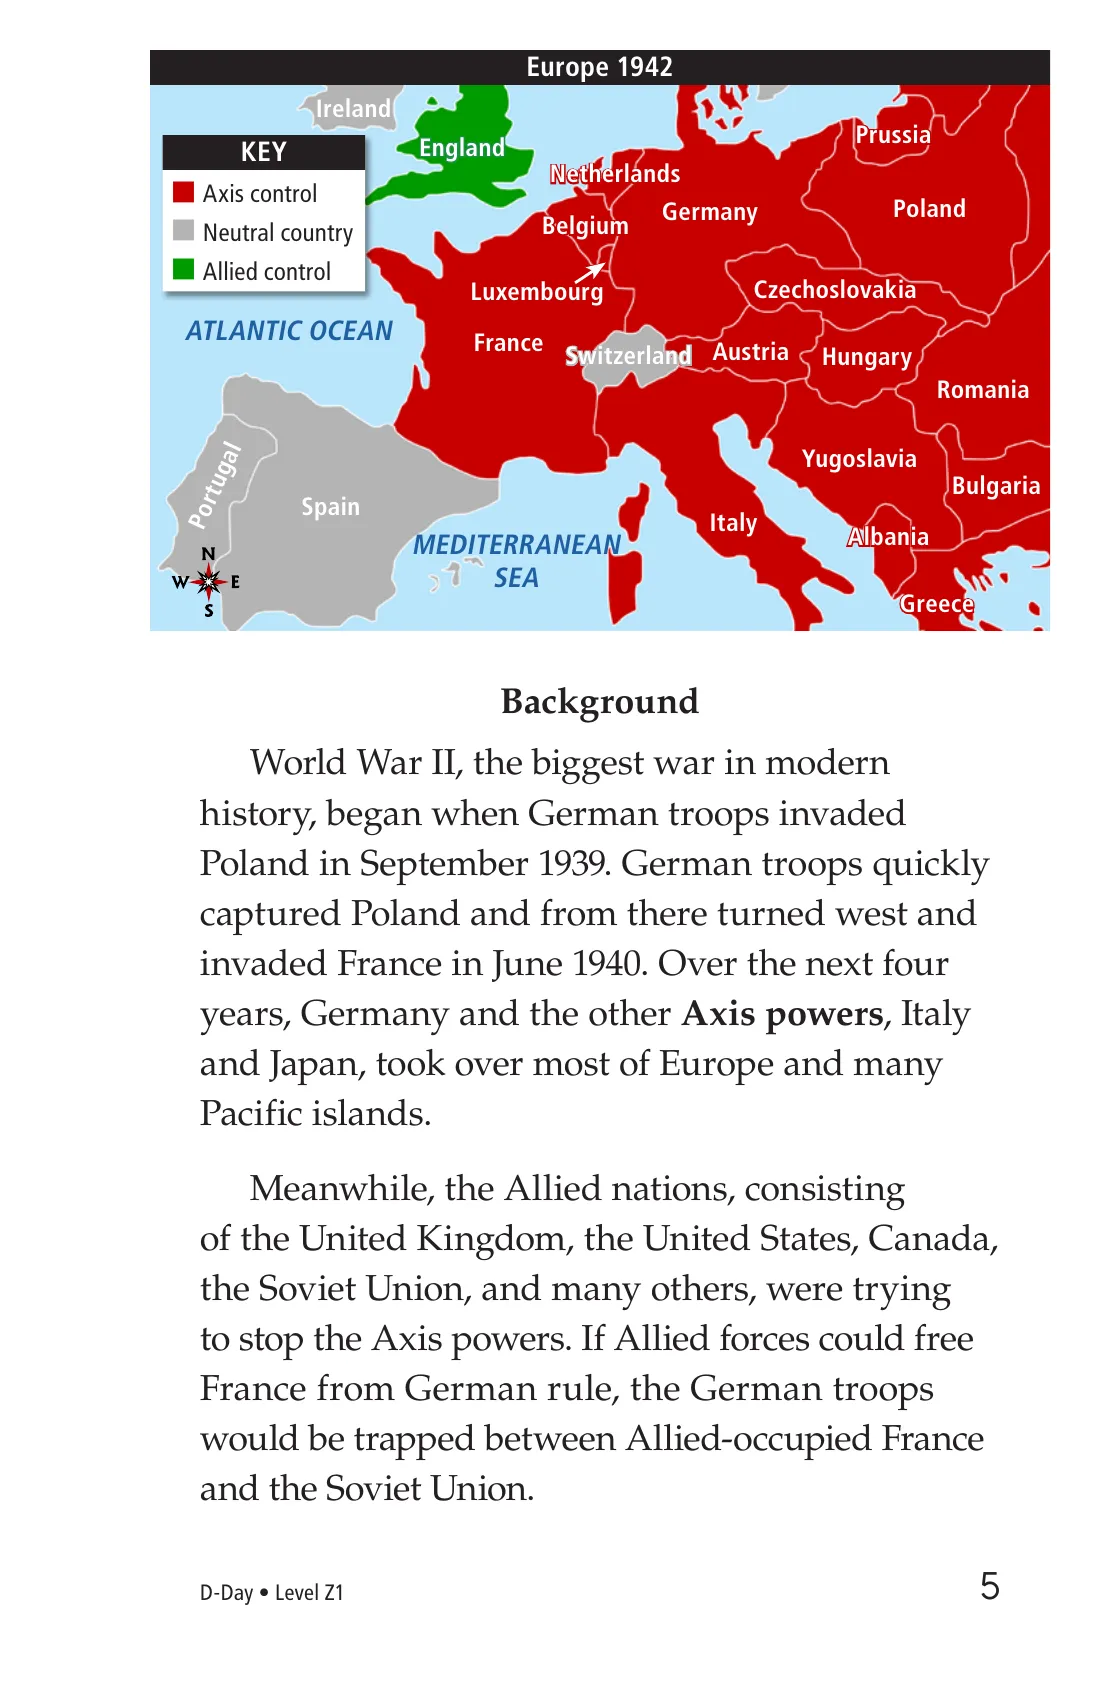 Europe 1942
Ireland
England
KEY
Axis control
Neutral country
Allied control
Prussia
Netherlands
Poland
Germany
Belgium
Luxembourg
Czechoslovakia
ATLANTIC OCEAN
France
Switzerland
Austria
Hungary
Romania
Portugal
Spain
Yugoslavia
Bulgaria
Italy
Albania
MEDITERRANEAN
SEA
Greece
N
W E
S
Background
World War II, the biggest war in modern
history, began when German troops invaded
Poland in September 1939. German troops quickly
captured Poland and from there turned west and
invaded France in June 1940. Over the next four
years, Germany and the other Axis powers, Italy
and Japan, took over most of Europe and many
Pacific islands.
Meanwhile, the Allied nations, consisting
of the United Kingdom, the United States, Canada,
the Soviet Union, and many others, were trying
to stop the Axis powers. If Allied forces could free
France from German rule, the German troops
would be trapped between Allied-occupied France
and the Soviet Union.
D-Day • Level Z1
5